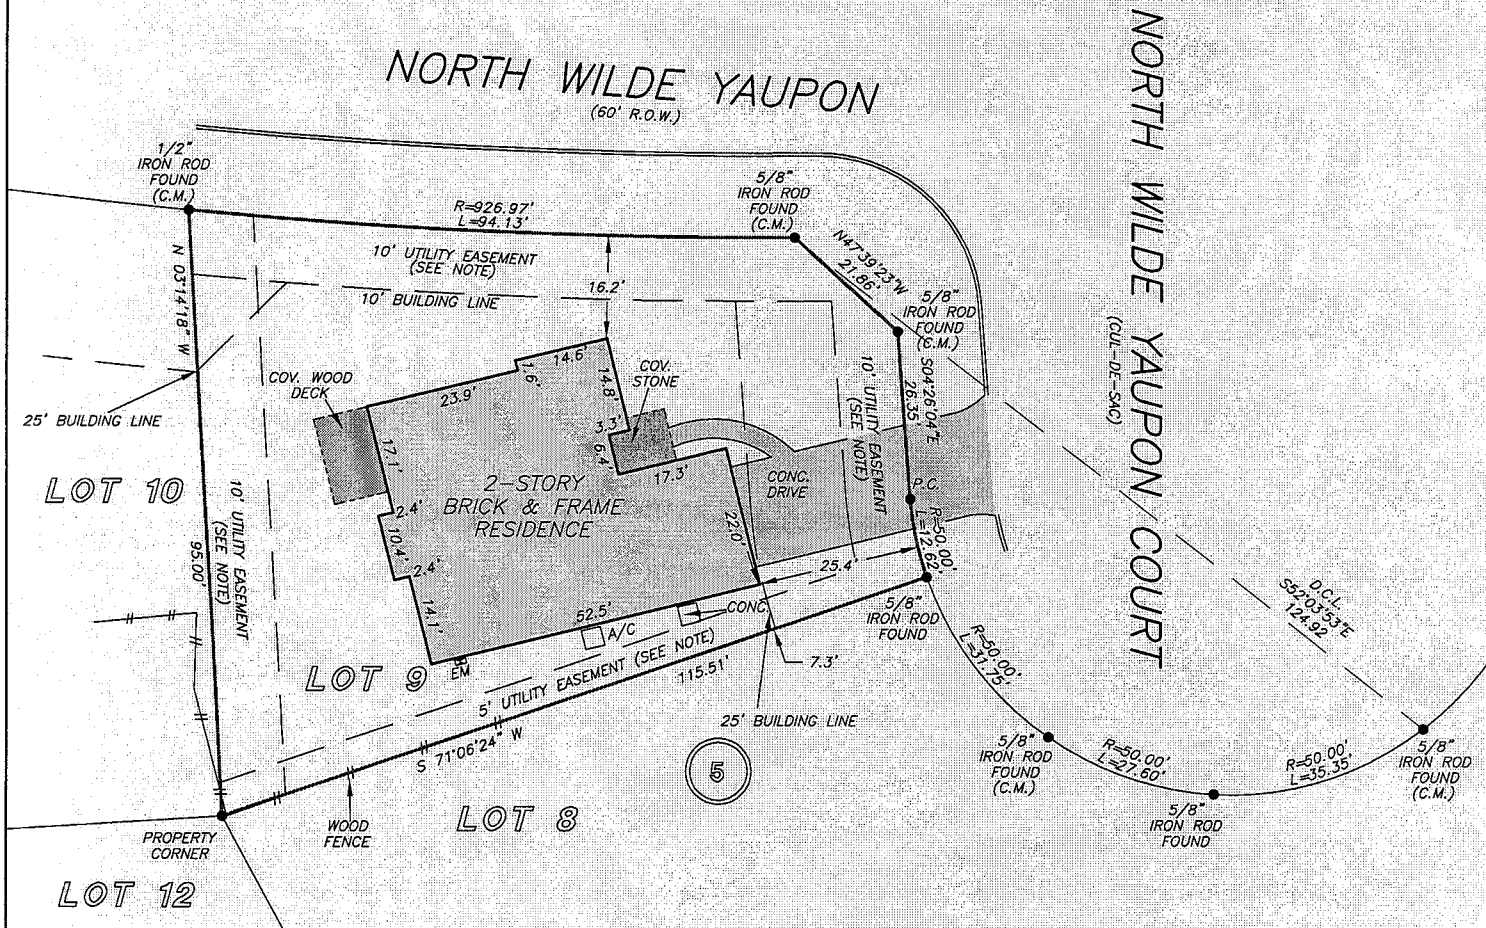 NORTH WILDE YAUPON
(60' R.O.W.)
NORTH WILDE YAUPON COURT
(CUL-DE-SAC)
1/2"
IRON ROD
FOUND
(C.M.)
R=926.97'
L=94.13'
5/8"
IRON ROD
FOUND
(C.M.)
10' UTILITY EASEMENT
(SEE NOTE)
10' BUILDING LINE
16.2'
N47°39'23"W
21.86'
5/8"
IRON ROD
FOUND
(C.M.)
N 03°14'18" W
95.00'
25' BUILDING LINE
COV. WOOD
DECK
23.9'
1.6'
14.6'
14.8'
COV.
STONE
3.3'
6.4'
17.3'
17.1'
2.4'
10.4'
2.4'
14.1'
22.0'
52.5'
2-STORY
BRICK & FRAME
RESIDENCE
CONC.
DRIVE
10' UTILITY EASEMENT
(SEE NOTE)
S04°26'04"E
26.35'
P.C.
R=50.00'
L=12.62'
25.4'
LOT 10
10' UTILITY EASEMENT
(SEE NOTE)
LOT 9
EM
A/C
CONC.
5' UTILITY EASEMENT (SEE NOTE)
115.51'
S 71°06'24" W
7.3'
25' BUILDING LINE
5/8"
IRON ROD
FOUND
R=50.00'
L=31.75'
D.C.L.
S52°03'53"E
124.92
5
5/8"
IRON ROD
FOUND
(C.M.)
R=50.00'
L=27.60'
5/8"
IRON ROD
FOUND
R=50.00'
L=35.35'
5/8"
IRON ROD
FOUND
(C.M.)
PROPERTY
CORNER
WOOD
FENCE
LOT 8
LOT 12